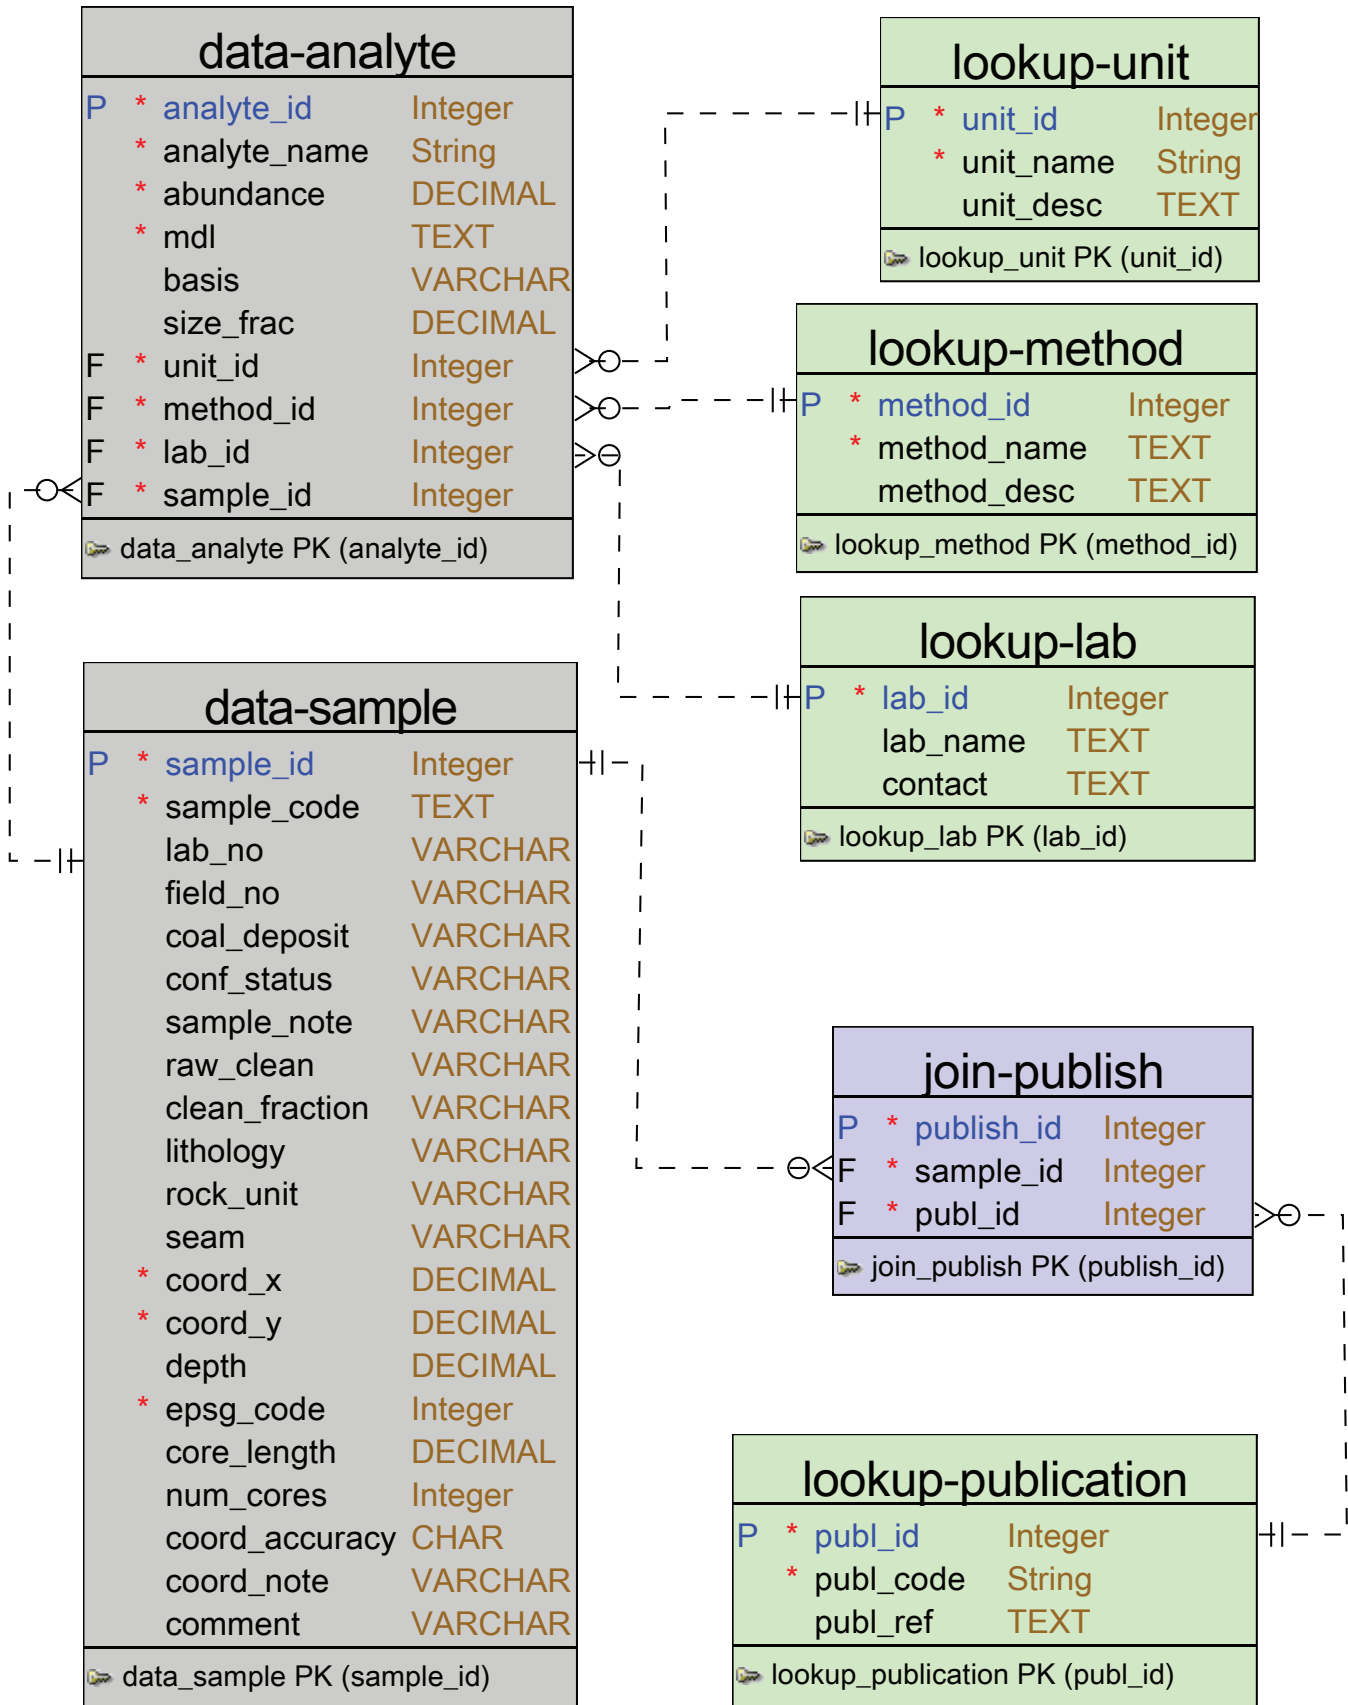 data-analyte
P * analyte_id Integer
* analyte_name String
* abundance DECIMAL
* mdl TEXT
basis VARCHAR
size_frac DECIMAL
F * unit_id Integer
F * method_id Integer
F * lab_id Integer
F * sample_id Integer
data_analyte PK (analyte_id)
lookup-unit
P * unit_id Integer
* unit_name String
unit_desc TEXT
lookup_unit PK (unit_id)
lookup-method
P * method_id Integer
* method_name TEXT
method_desc TEXT
lookup_method PK (method_id)
lookup-lab
P * lab_id Integer
lab_name TEXT
contact TEXT
lookup_lab PK (lab_id)
data-sample
P * sample_id Integer
* sample_code TEXT
lab_no VARCHAR
field_no VARCHAR
coal_deposit VARCHAR
conf_status VARCHAR
sample_note VARCHAR
raw_clean VARCHAR
clean_fraction VARCHAR
lithology VARCHAR
rock_unit VARCHAR
seam VARCHAR
* coord_x DECIMAL
* coord_y DECIMAL
depth DECIMAL
* epsg_code Integer
core_length DECIMAL
num_cores Integer
coord_accuracy CHAR
coord_note VARCHAR
comment VARCHAR
data_sample PK (sample_id)
join-publish
P * publish_id Integer
F * sample_id Integer
F * publ_id Integer
join_publish PK (publish_id)
lookup-publication
P * publ_id Integer
* publ_code String
publ_ref TEXT
lookup_publication PK (publ_id)